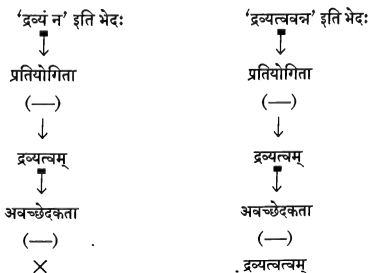 ‘द्रव्यं न’ इति भेदः
प्रतियोगिता
(—)
द्रव्यत्वम्
अवच्छेदकता
(—)
×
‘द्रव्यत्ववन्न’ इति भेदः
प्रतियोगिता
(—)
द्रव्यत्वम्
अवच्छेदकता
(—)
द्रव्यत्वत्वम्